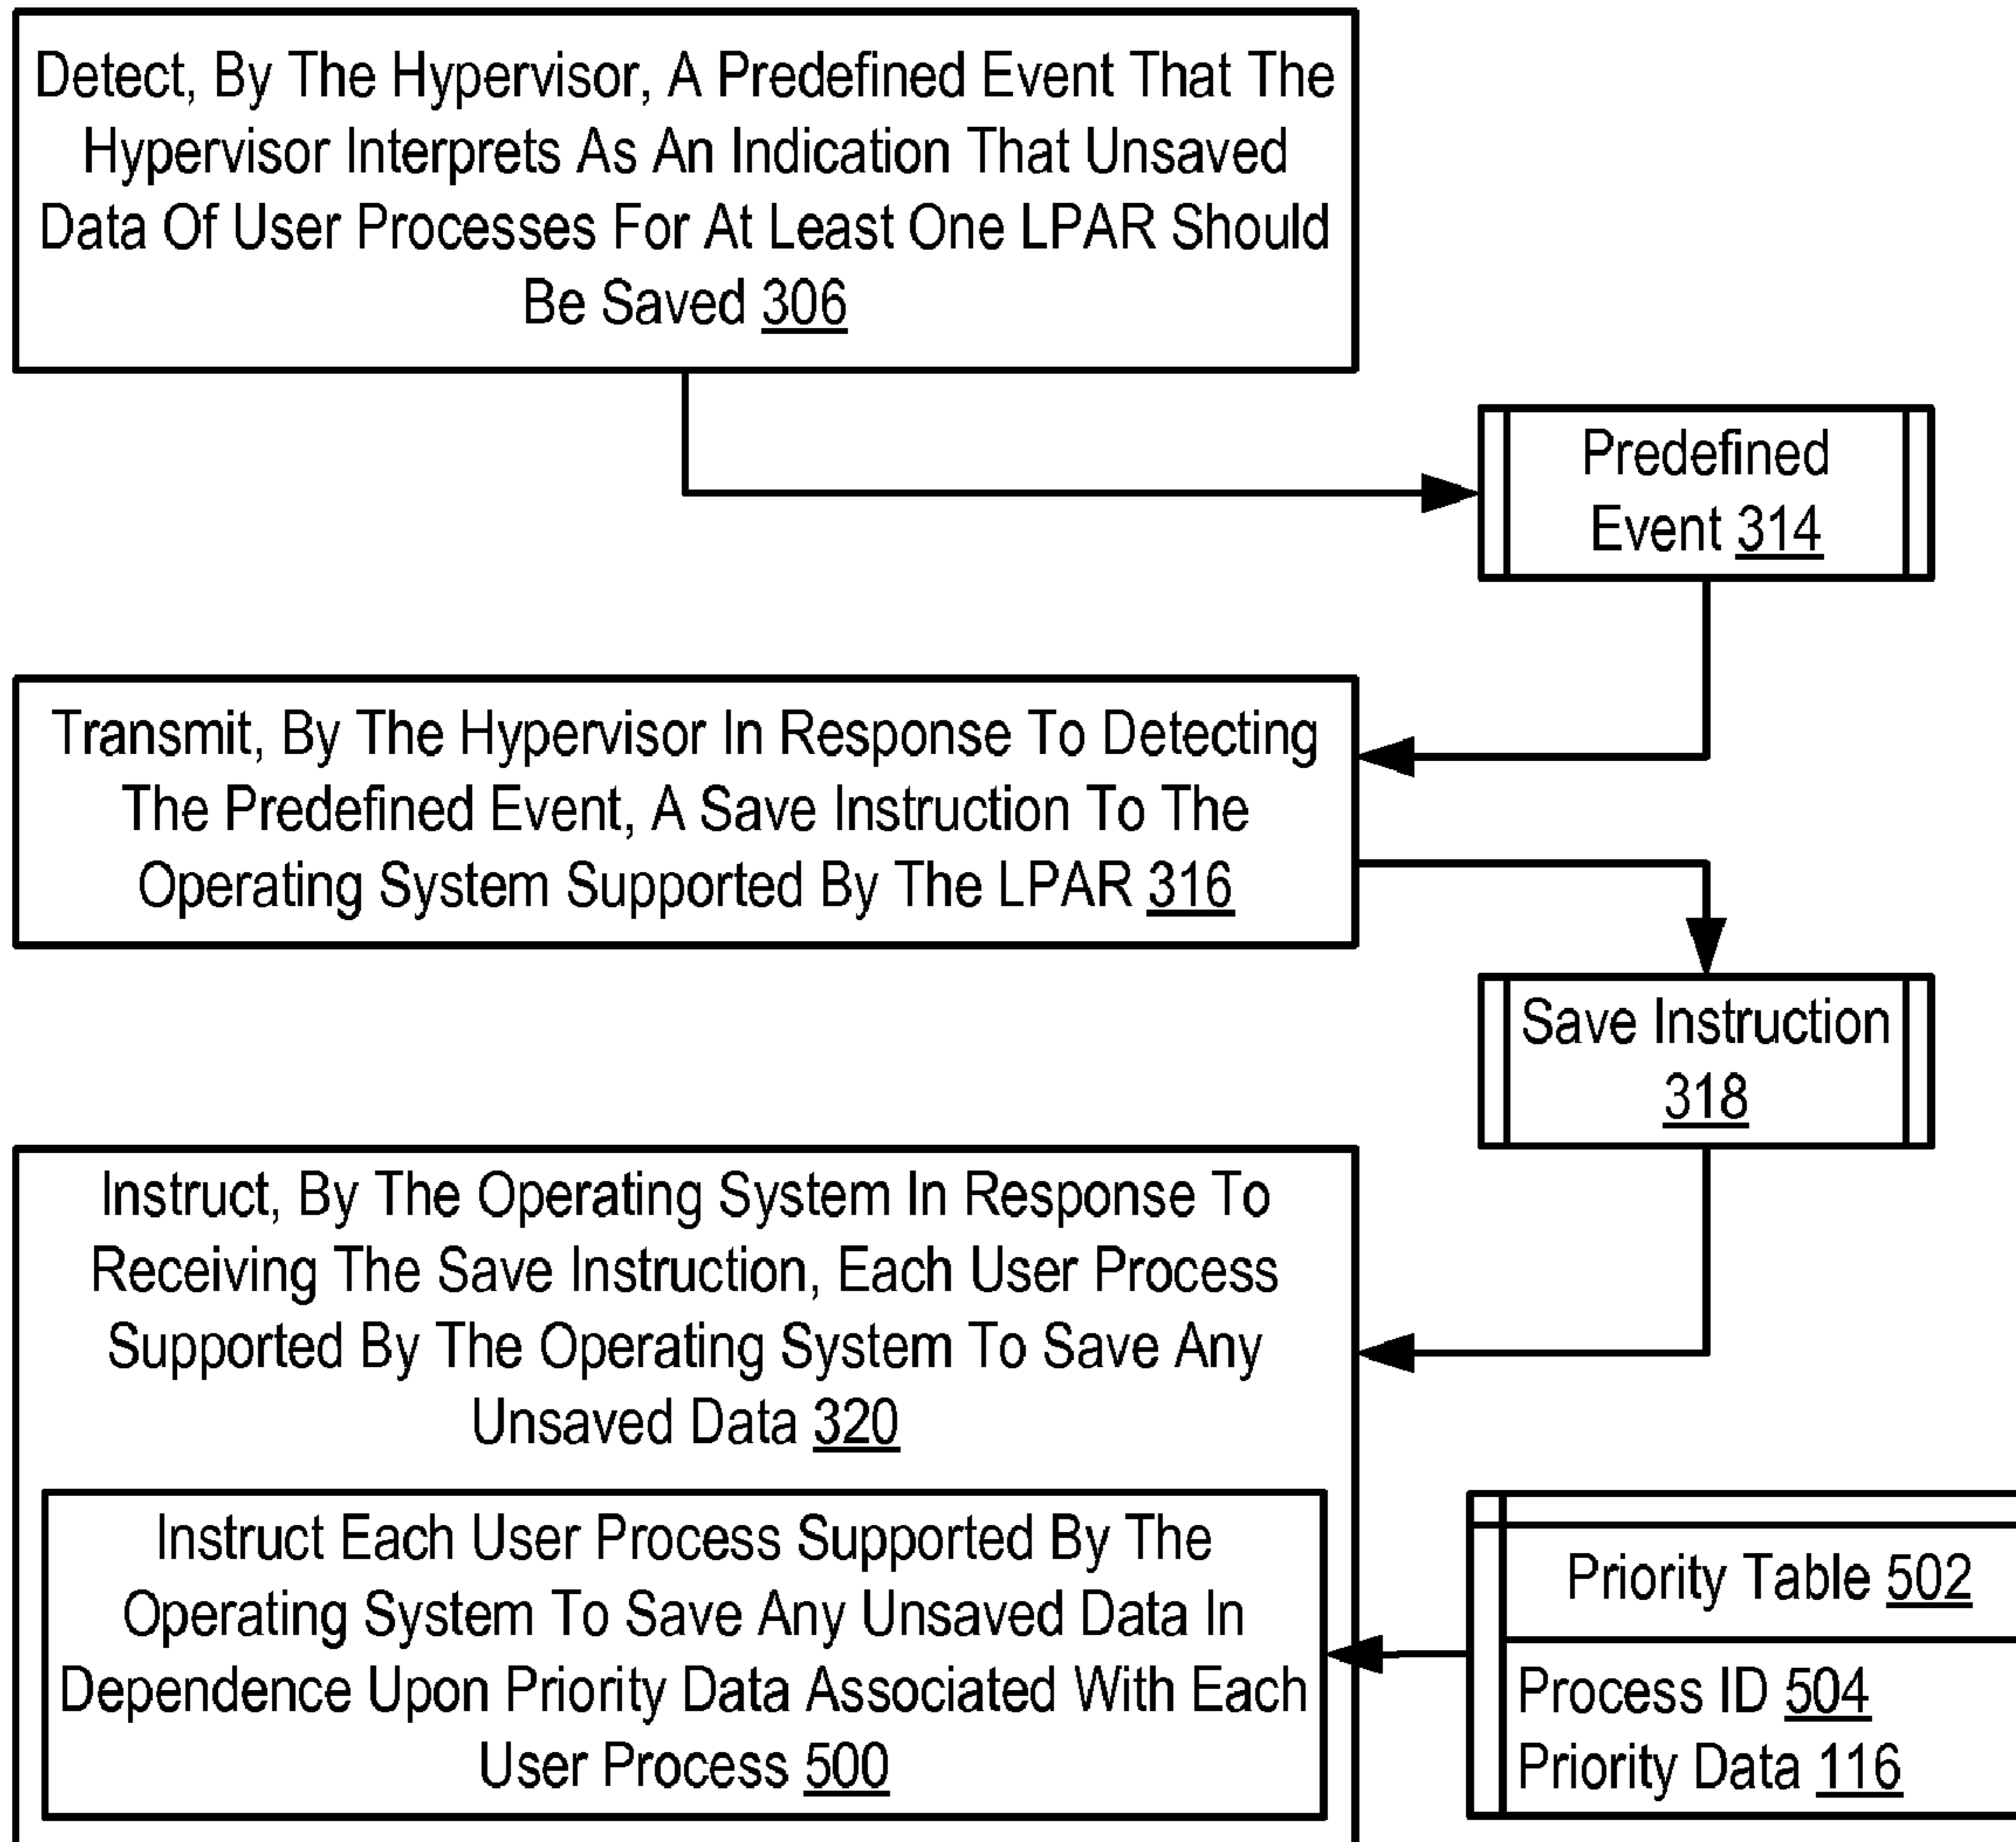 Detect, By The Hypervisor, A Predefined Event That The
Hypervisor Interprets As An Indication That Unsaved
Data Of User Processes For At Least One LPAR Should
Be Saved 306
Predefined
Event 314
Transmit, By The Hypervisor In Response To Detecting
The Predefined Event, A Save Instruction To The
Operating System Supported By The LPAR 316
Save Instruction
318
Instruct, By The Operating System In Response To
Receiving The Save Instruction, Each User Process
Supported By The Operating System To Save Any
Unsaved Data 320
Instruct Each User Process Supported By The
Operating System To Save Any Unsaved Data In
Dependence Upon Priority Data Associated With Each
User Process 500
Priority Table 502
Process ID 504
Priority Data 116